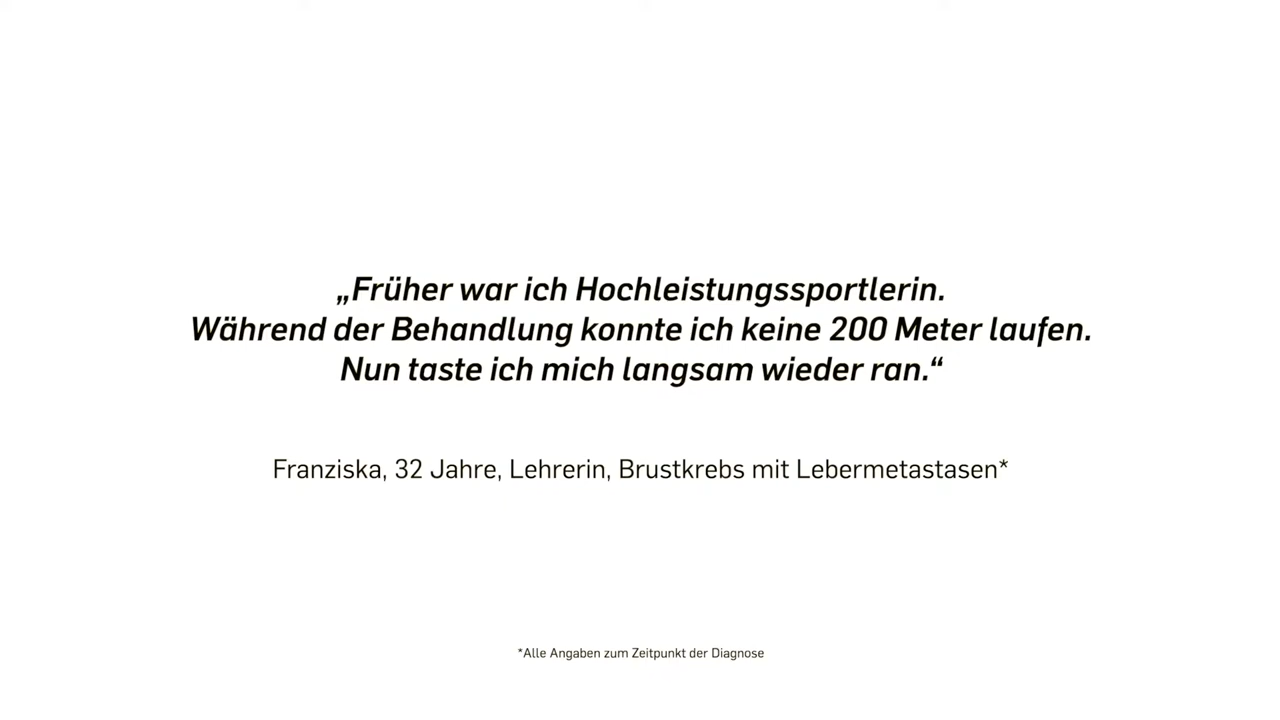 „Früher war ich Hochleistungssportlerin.
Während der Behandlung konnte ich keine 200 Meter laufen.
Nun taste ich mich langsam wieder ran.“
Franziska, 32 Jahre, Lehrerin, Brustkrebs mit Lebermetastasen*
*Alle Angaben zum Zeitpunkt der Diagnose